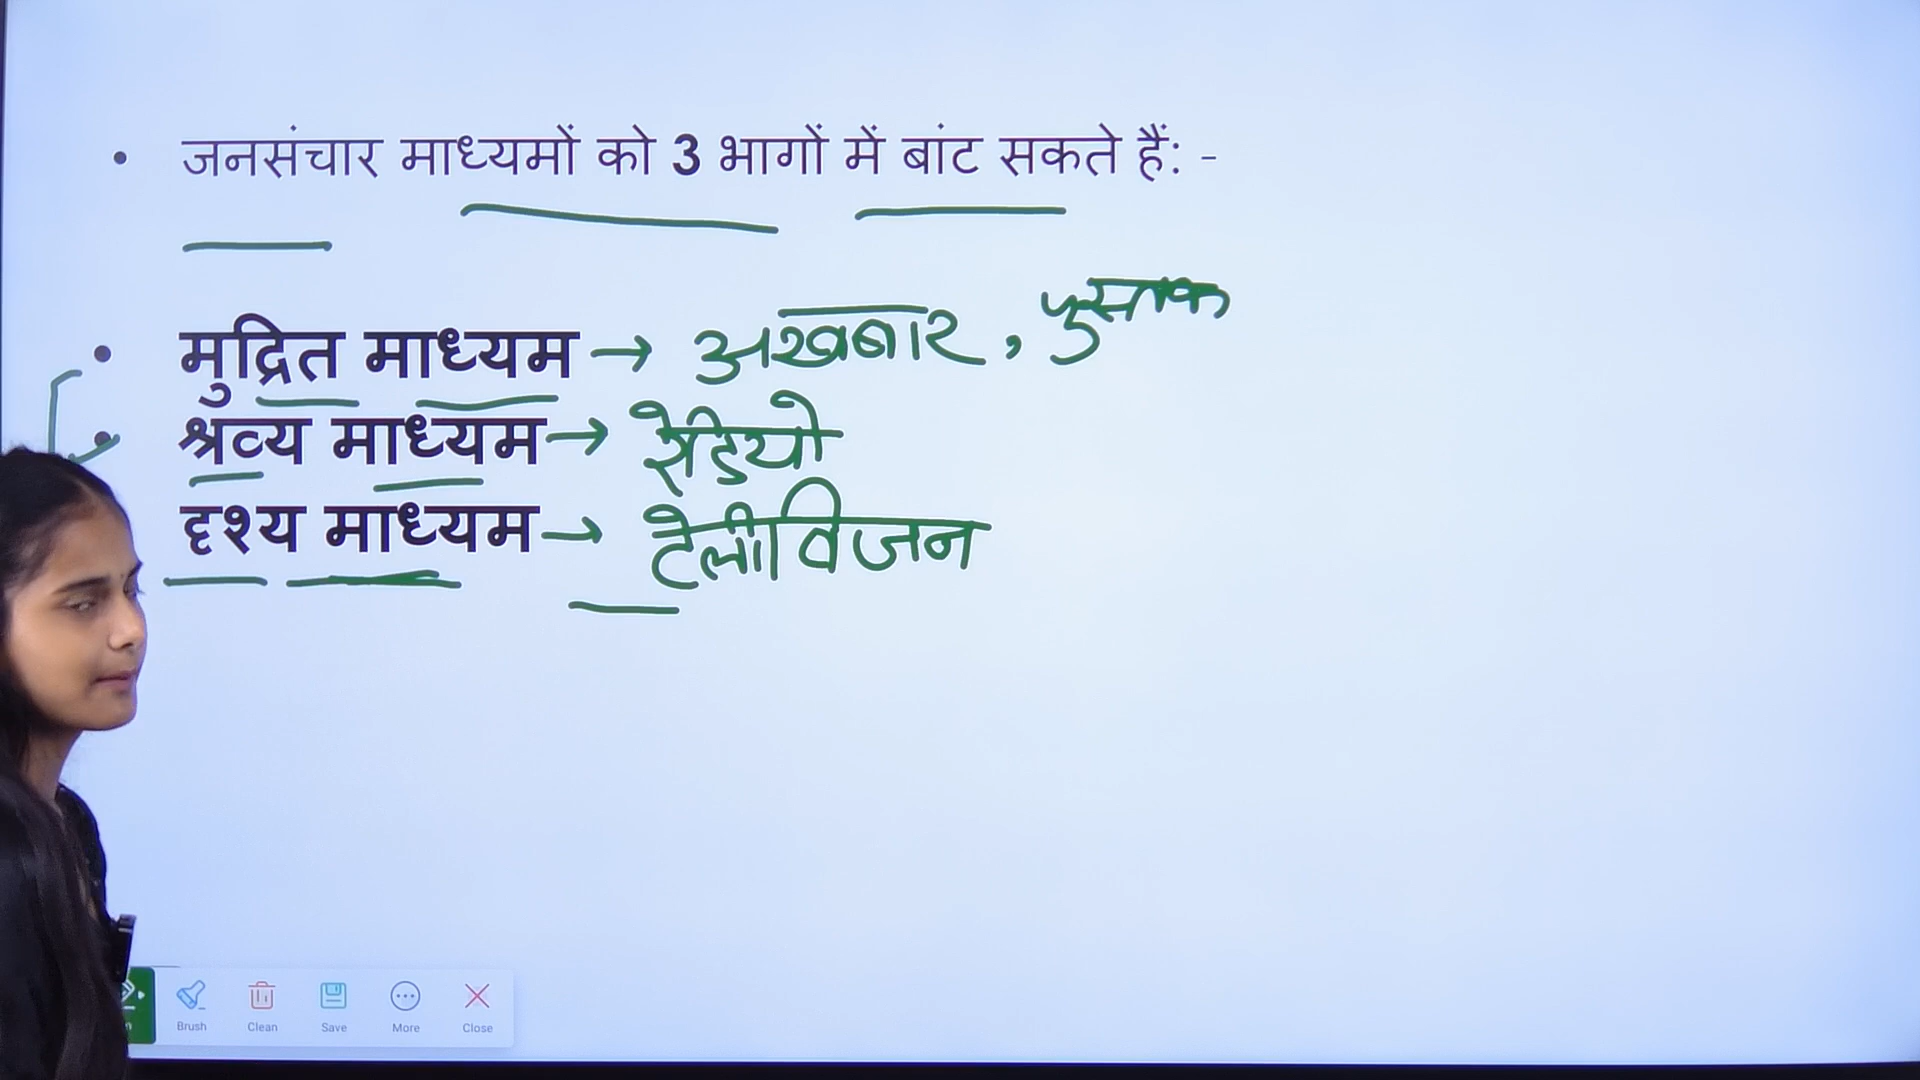 • जनसंचार माध्यमों को 3 भागों में बांट सकते हैं: -
• मुद्रित माध्यम → अखबार, पुस्तक
• श्रव्य माध्यम → रेडियो
दृश्य माध्यम → टेलीविजन
Brush Clean Save More Close